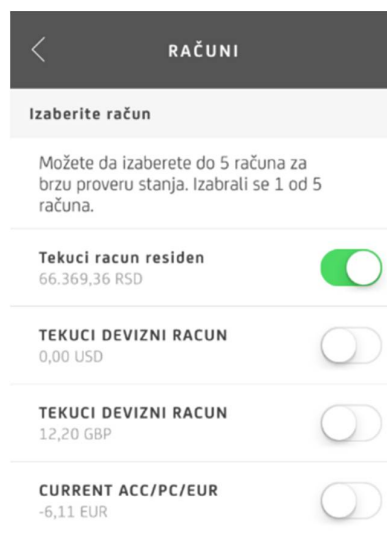 RAČUNI
Izaberite račun
Možete da izaberete do 5 računa za
brzu proveru stanja. Izabrali se 1 od 5
računa.
Tekuci racun residen
66.369,36 RSD
TEKUCI DEVIZNI RACUN
0,00 USD
TEKUCI DEVIZNI RACUN
12,20 GBP
CURRENT ACC/PC/EUR
-6,11 EUR